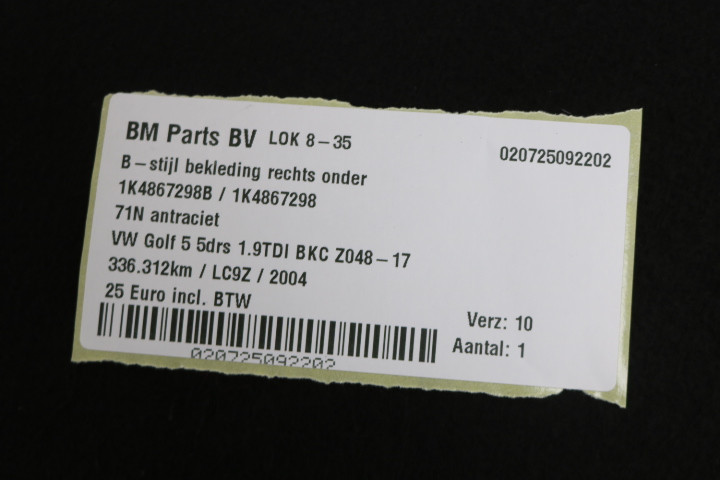 BM Parts BV LOK 8-35
020725092202
B-stijl bekleding rechts onder
1K4867298B / 1K4867298
71N antraciet
VW Golf 5 5drs 1.9TDI BKC Z048-17
336.312km / LC9Z / 2004
25 Euro incl. BTW
Verz: 10
Aantal: 1
020725092202